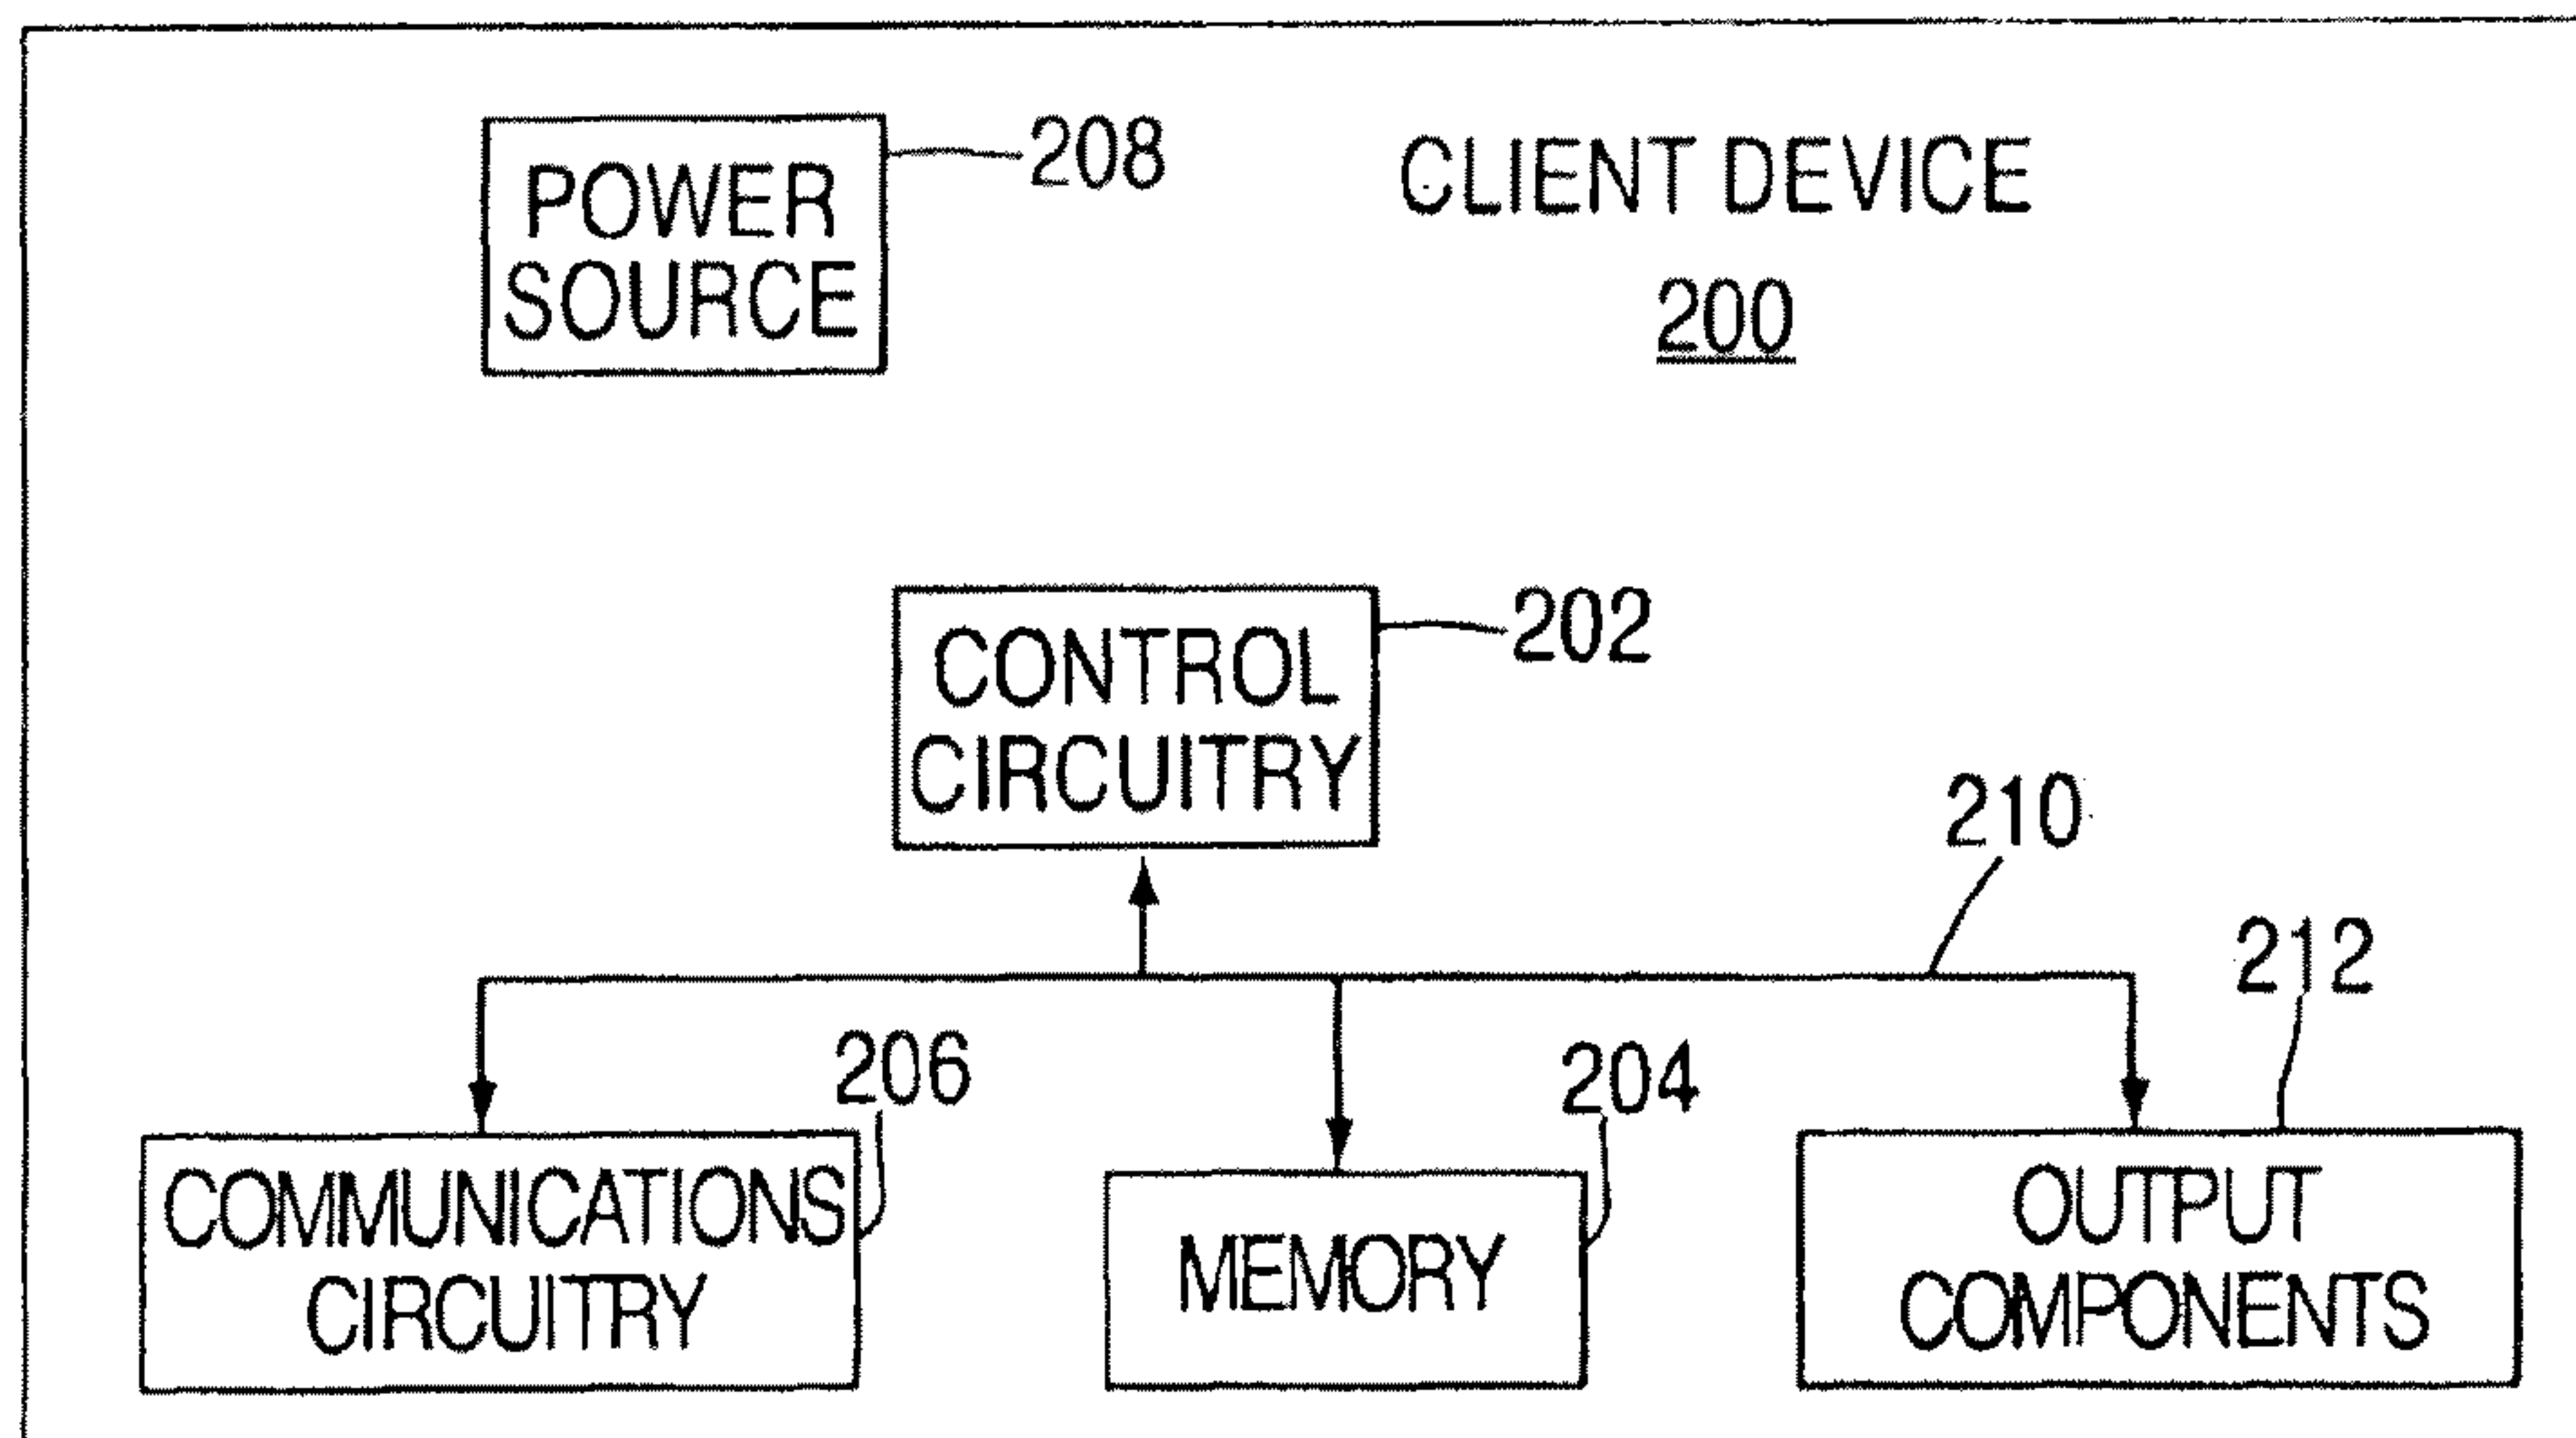 POWER
SOURCE
208
CLIENT DEVICE
200
CONTROL
CIRCUITRY
202
210
212
206
204
COMMUNICATIONS
CIRCUITRY
MEMORY
OUTPUT
COMPONENTS